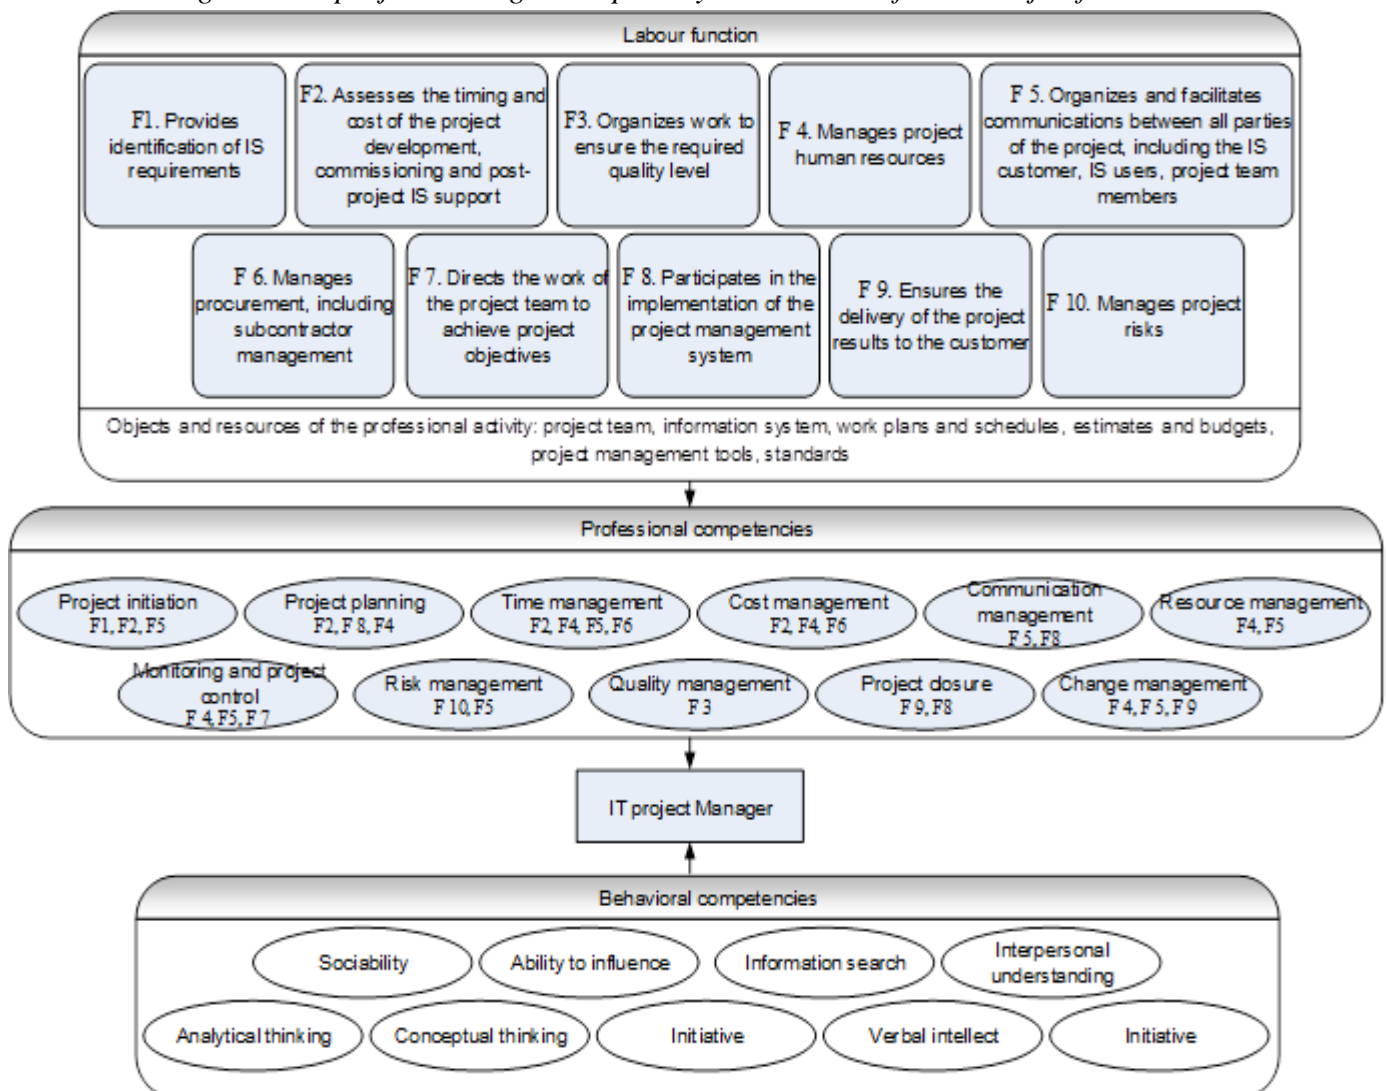 Labour function
F1. Provides
identification of IS
requirements
F2. Assesses the timing and
cost of the project
development,
commissioning and post-
project IS support
F3. Organizes work to
ensure the required
quality level
F 4. Manages project
human resources
F 5. Organizes and facilitates
communications between all parties
of the project, including the IS
customer, IS users, project team
members
F 6. Manages
procurement, including
subcontractor
management
F 7. Directs the work of
the project team to
achieve project
objectives
F 8. Participates in the
implementation of the
project management
system
F 9. Ensures the
delivery of the project
results to the customer
F 10. Manages project
risks
Objects and resources of the professional activity: project team, information system, work plans and schedules, estimates and budgets,
project management tools, standards
Professional competencies
Project initiation
F1, F2, F5
Project planning
F2, F 8, F4
Time management
F2, F4, F5, F6
Cost management
F2, F4, F6
Communication
management
F 5, F8
Resource management
F4, F5
Monitoring and project
control
F 4, F5, F 7
Risk management
F 10, F5
Quality management
F 3
Project closure
F 9, F8
Change management
F 4, F 5, F 9
IT project Manager
Behavioral competencies
Sociability
Ability to influence
Information search
Interpersonal
understanding
Analytical thinking
Conceptual thinking
Initiative
Verbal intellect
Initiative